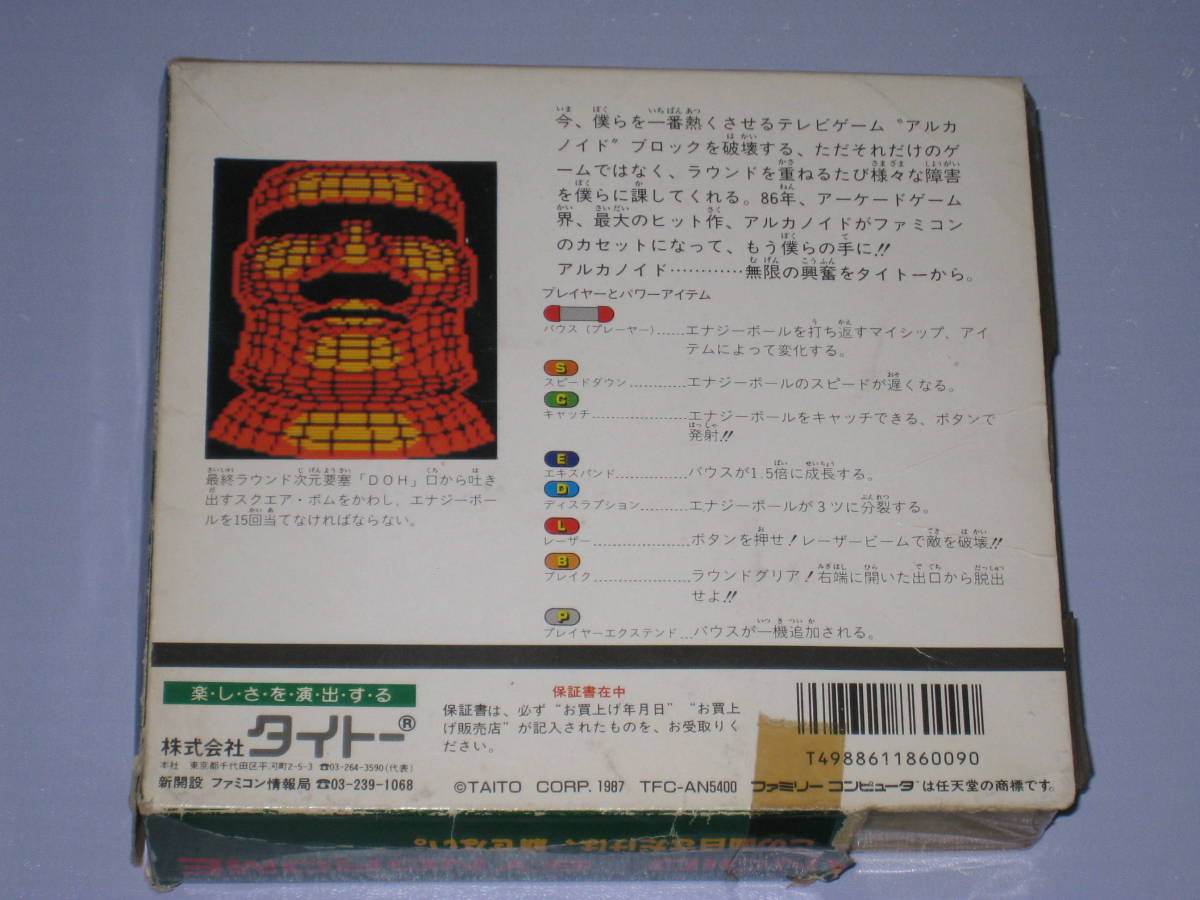 今、僕らを一番熱くさせるテレビゲーム〝アルカ
ノイド〟ブロックを破壊する、ただそれだけのゲ
ームではなく、ラウンドを重ねるたび様々な障害
を僕らに課してくれる。86年、アーケードゲーム
界、最大のヒット作、アルカノイドがファミコン
のカセットになって、もう僕らの手に!!
アルカノイド…………無限の興奮をタイトーから。
最終ラウンド次元要塞「DOH」口から吐き
出すスクエア・ボムをかわし、エナジーボー
ルを15回当てなければならない。
プレイヤーとパワーアイテム
バウス(プレーヤー)……エナジーボールを打ち返すマイシップ、アイ
テムによって変化する。
S
スピードダウン…………エナジーボールのスピードが遅くなる。
C
キャッチ…………エナジーボールをキャッチできる、ボタンで
発射!!
E
エキスパンド…………バウスが1.5倍に成長する。
D
ディスラプション…………エナジーボールが3ツに分裂する。
L
レーザー…………ボタンを押せ!レーザービームで敵を破壊!!
B
ブレイク…………ラウンドクリア!右端に開いた出口から脱出
せよ!!
P
プレイヤーエクステンド…バウスが一機追加される。
楽・し・さ・を・演・出・す・る
株式会社 タイトー®
本社 東京都千代田区平河町2-5-3 ☎03-264-3590(代表)
新開設 ファミコン情報局 ☎03-239-1068
保証書在中
保証書は、必ず“お買上げ年月日”“お買上
げ販売店”が記入されたものを、お受取りく
ださい。
T4988611860090
©TAITO CORP. 1987 TFC-AN5400 ファミリーコンピュータは任天堂の商標です。
この面白さだけは、話せない。